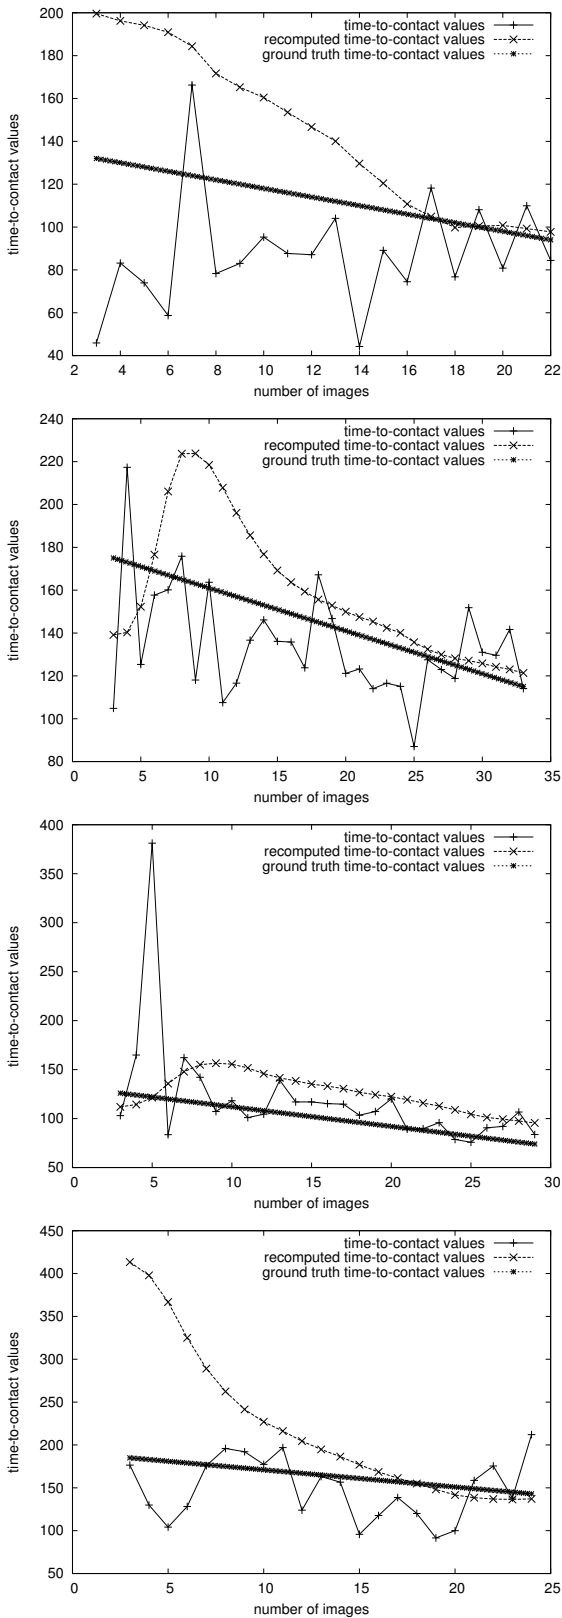 time-to-contact values
recomputed time-to-contact values
ground truth time-to-contact values
200
180
160
140
120
100
80
60
40
time-to-contact values
2 4 6 8 10 12 14 16 18 20 22
number of images
time-to-contact values
recomputed time-to-contact values
ground truth time-to-contact values
240
220
200
180
160
140
120
100
80
time-to-contact values
0 5 10 15 20 25 30 35
number of images
time-to-contact values
recomputed time-to-contact values
ground truth time-to-contact values
400
350
300
250
200
150
100
50
time-to-contact values
0 5 10 15 20 25 30
number of images
time-to-contact values
recomputed time-to-contact values
ground truth time-to-contact values
450
400
350
300
250
200
150
100
50
time-to-contact values
0 5 10 15 20 25
number of images